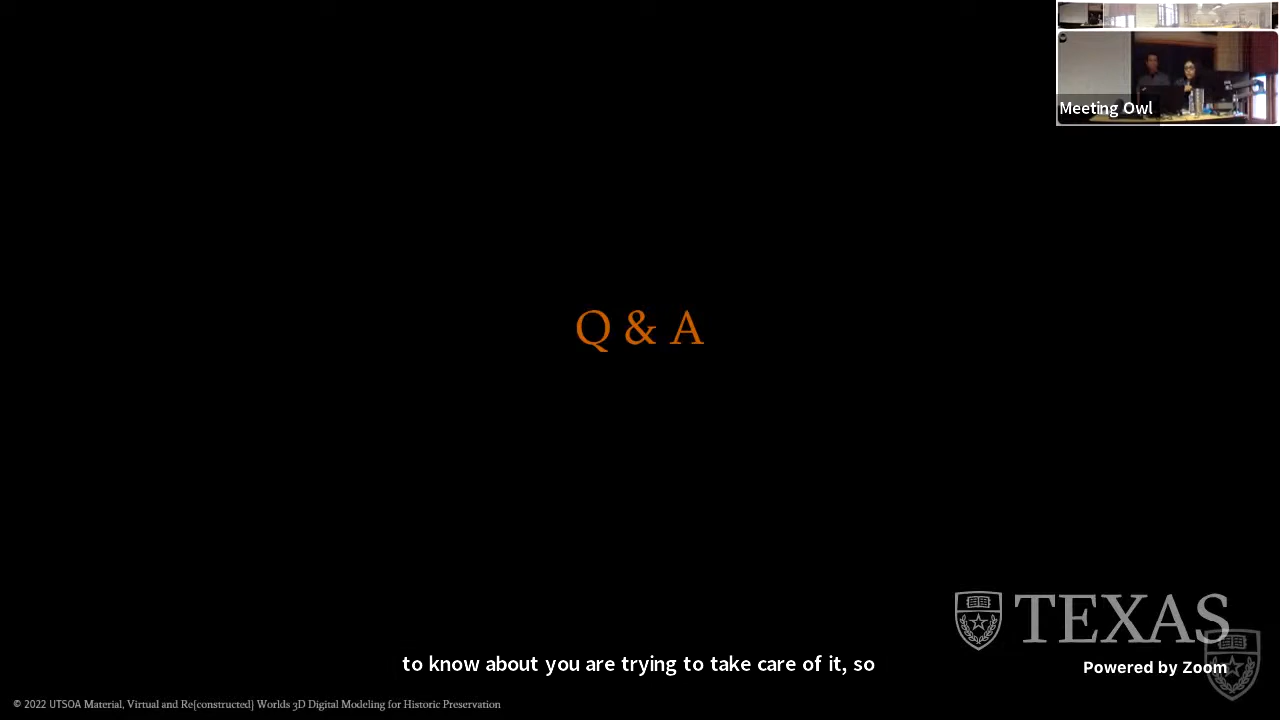 Meeting Owl
Q & A
TEXAS
to know about you are trying to take care of it, so
Powered by Zoom
© 2022 UTSOA Material, Virtual and Re[constructed] Worlds 3D Digital Modeling for Historic Preservation